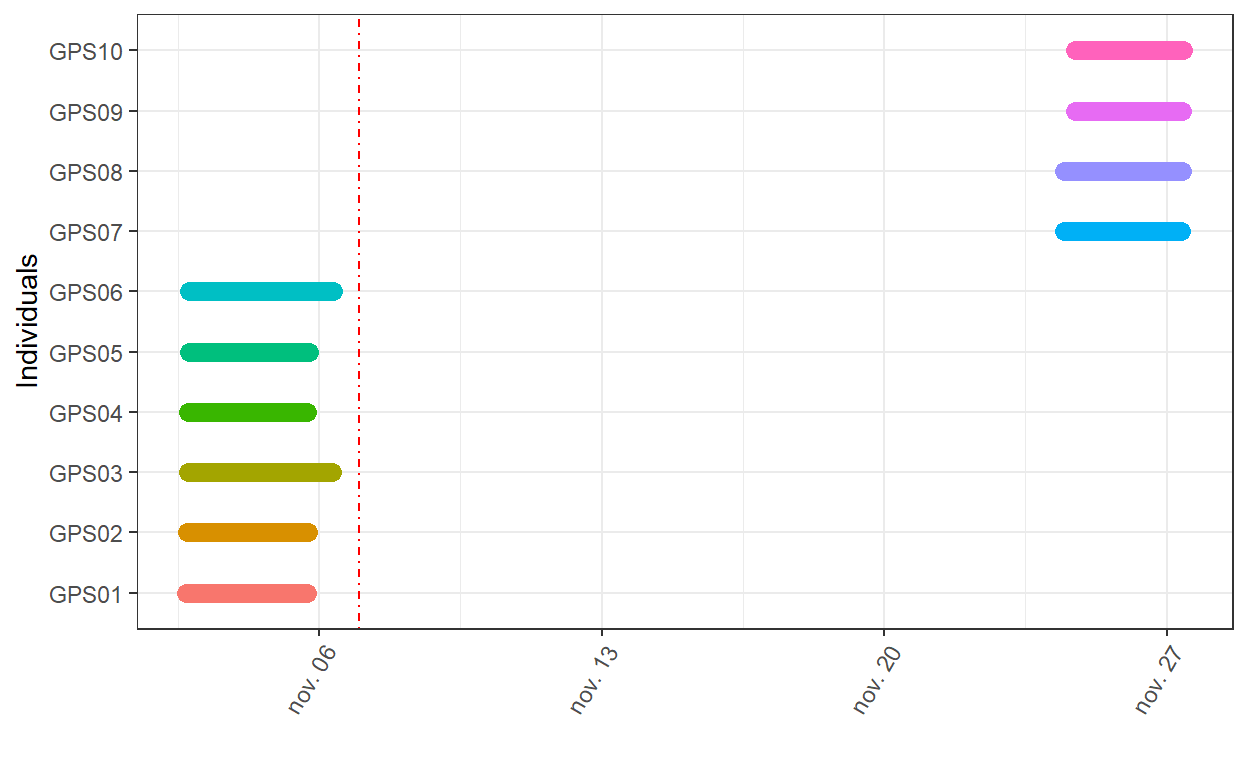 GPS10
GPS09
GPS08
GPS07
GPS06
GPS05
GPS04
GPS03
GPS02
GPS01
Individuals
nov. 06
nov. 13
nov. 20
nov. 27